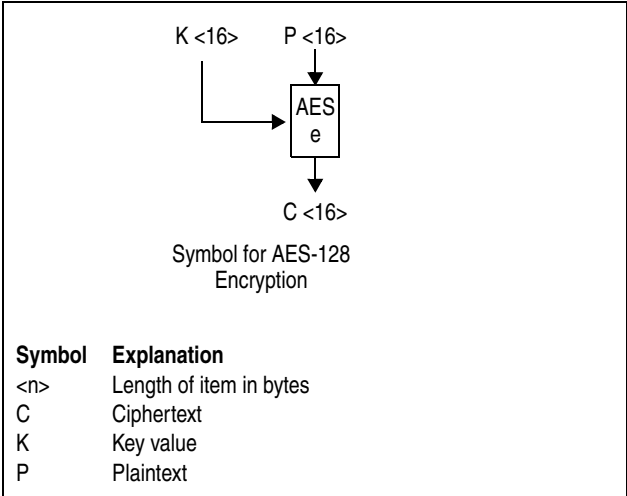 K <16> P <16>
AES
e
C <16>
Symbol for AES-128
Encryption
Symbol Explanation
<n> Length of item in bytes
C Ciphertext
K Key value
P Plaintext